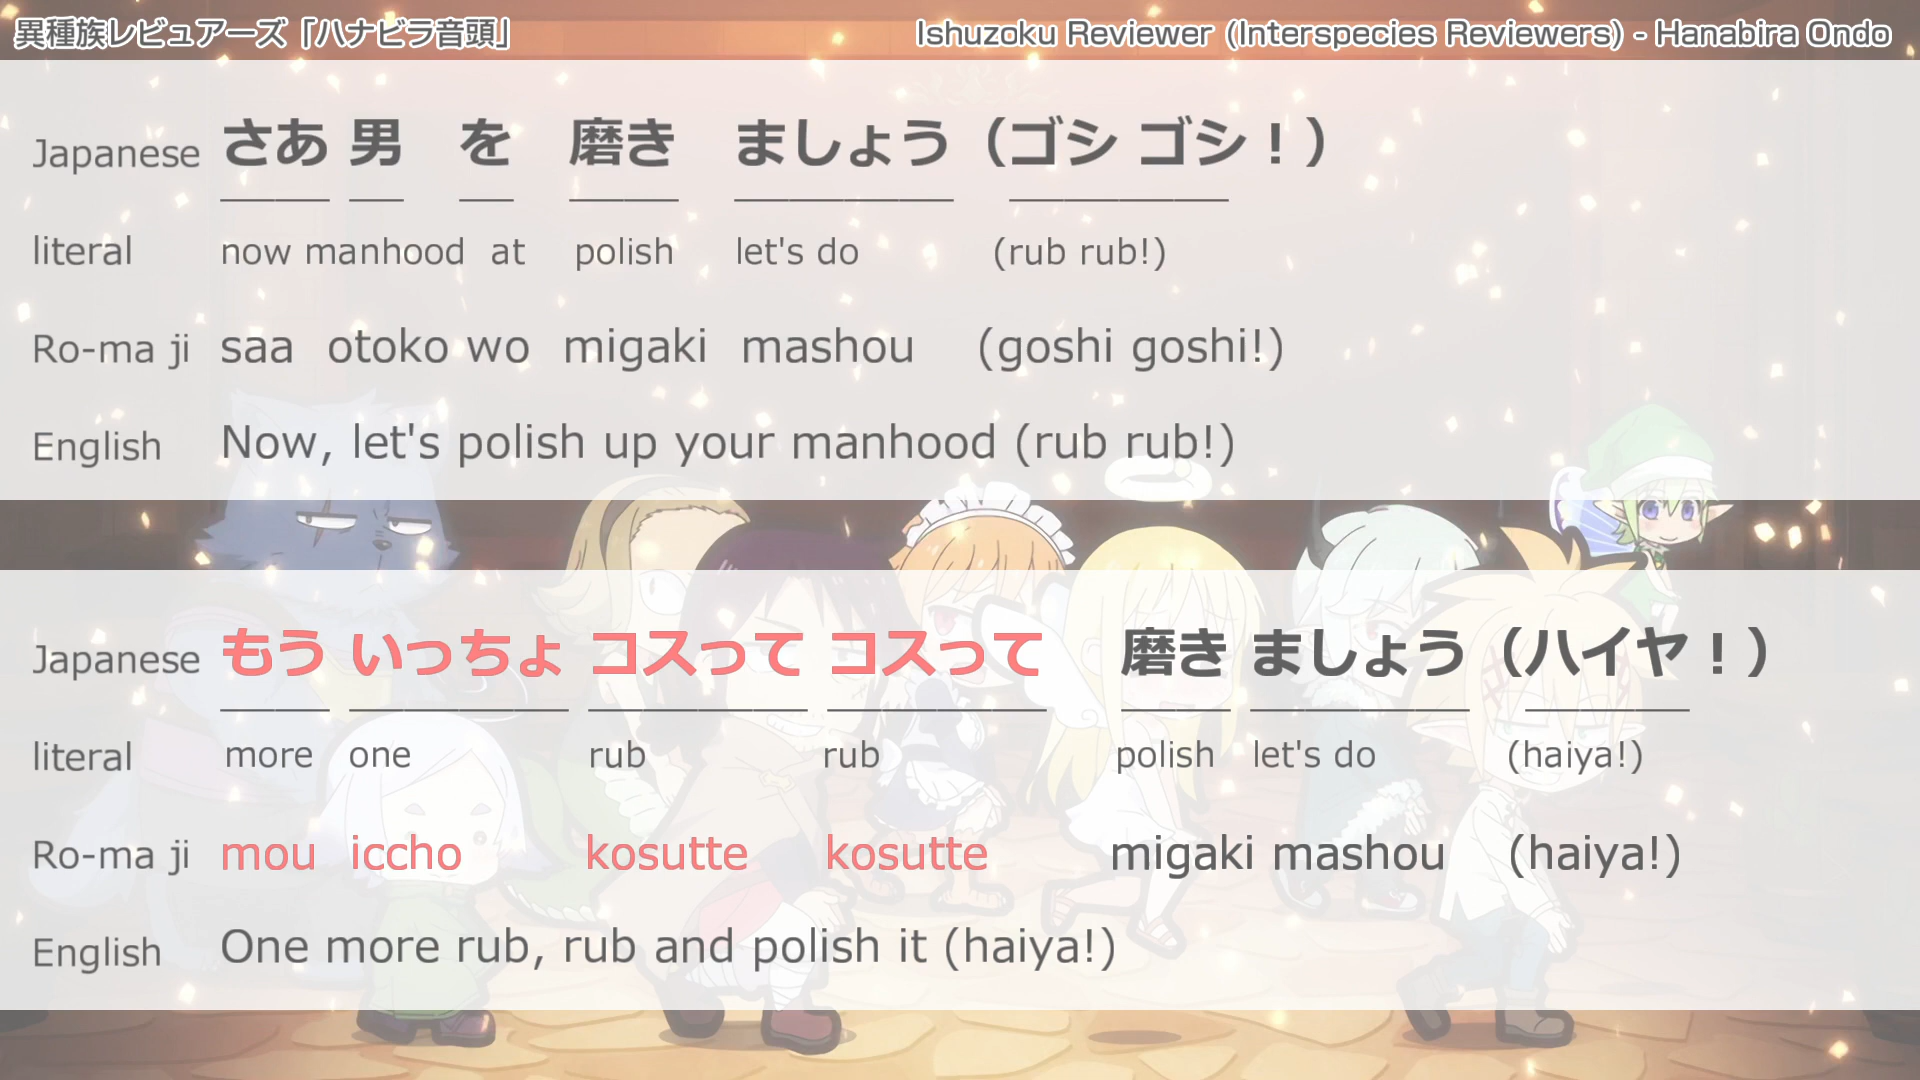 異種族レビュアーズ「ハナビラ音頭」
Ishuzoku Reviewer (Interspecies Reviewers) - Hanabira Ondo
Japanese さあ 男 を 磨き ましょう (ゴシ ゴシ！)
literal now manhood at polish let's do (rub rub!)
Ro-ma ji saa otoko wo migaki mashou (goshi goshi!)
English Now, let's polish up your manhood (rub rub!)
Japanese もう いっちょ コスって コスって 磨き ましょう (ハイヤ！)
literal more one rub rub polish let's do (haiya!)
Ro-ma ji mou iccho kosutte kosutte migaki mashou (haiya!)
English One more rub, rub and polish it (haiya!)